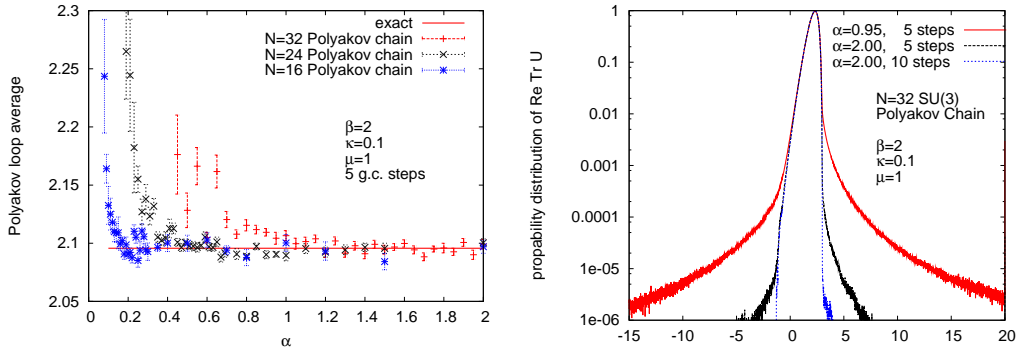 Polyakov loop average
2.3
2.25
2.2
2.15
2.1
2.05
exact
N=32 Polyakov chain
N=24 Polyakov chain
N=16 Polyakov chain
β=2
κ=0.1
μ=1
5 g.c. steps
0 0.2 0.4 0.6 0.8 1 1.2 1.4 1.6 1.8 2
α
propability distribution of Re Tr U
1
0.1
0.01
0.001
0.0001
1e-05
1e-06
α=0.95, 5 steps
α=2.00, 5 steps
α=2.00, 10 steps
N=32 SU(3)
Polyakov Chain
β=2
κ=0.1
μ=1
-15 -10 -5 0 5 10 15 20